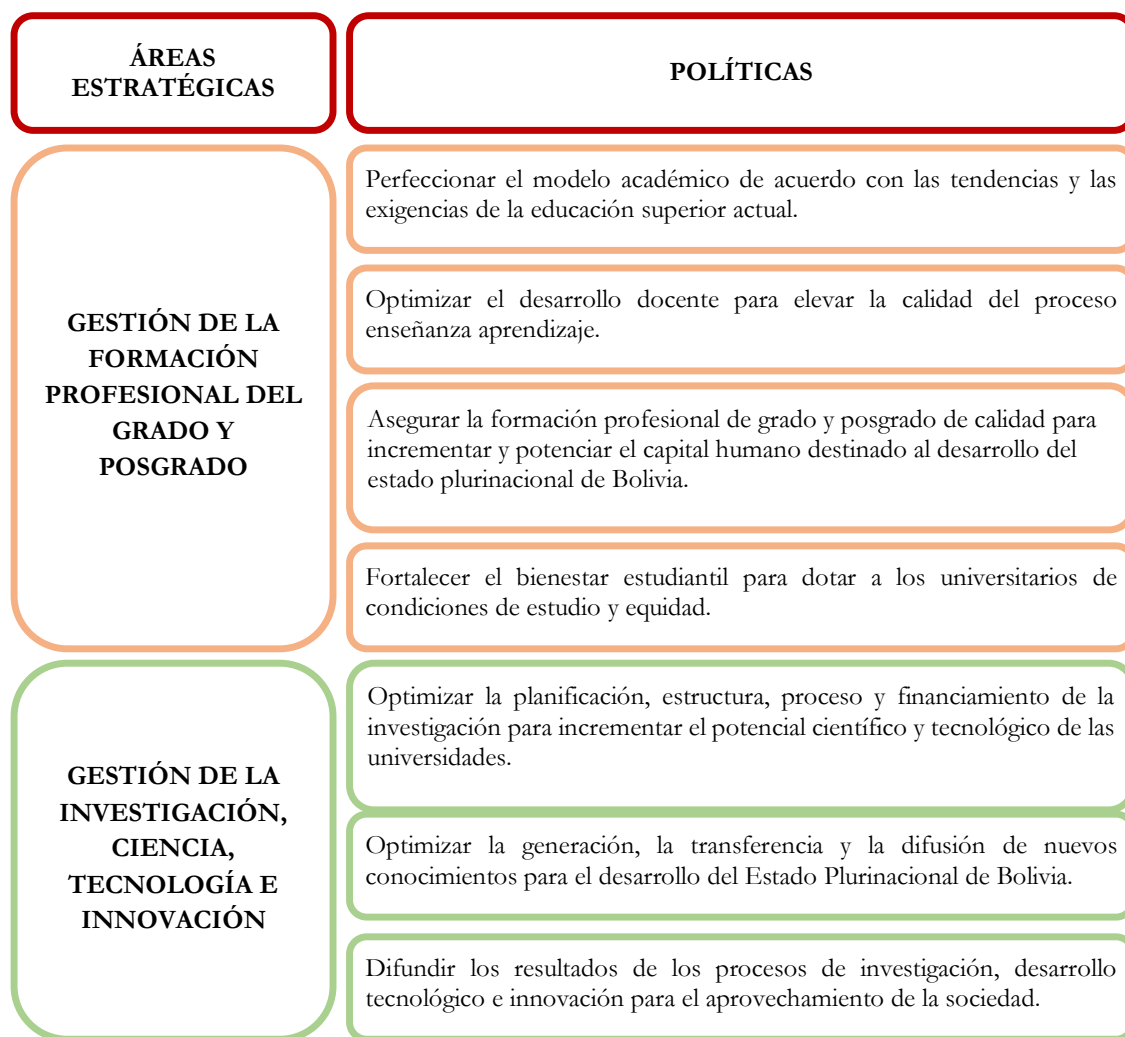 ÁREAS
ESTRATÉGICAS
POLÍTICAS
GESTIÓN DE LA
FORMACIÓN
PROFESIONAL DEL
GRADO Y
POSGRADO
Perfeccionar el modelo académico de acuerdo con las tendencias y las
exigencias de la educación superior actual.
Optimizar el desarrollo docente para elevar la calidad del proceso
enseñanza aprendizaje.
Asegurar la formación profesional de grado y posgrado de calidad para
incrementar y potenciar el capital humano destinado al desarrollo del
estado plurinacional de Bolivia.
Fortalecer el bienestar estudiantil para dotar a los universitarios de
condiciones de estudio y equidad.
GESTIÓN DE LA
INVESTIGACIÓN,
CIENCIA,
TECNOLOGÍA E
INNOVACIÓN
Optimizar la planificación, estructura, proceso y financiamiento de la
investigación para incrementar el potencial científico y tecnológico de las
universidades.
Optimizar la generación, la transferencia y la difusión de nuevos
conocimientos para el desarrollo del Estado Plurinacional de Bolivia.
Difundir los resultados de los procesos de investigación, desarrollo
tecnológico e innovación para el aprovechamiento de la sociedad.